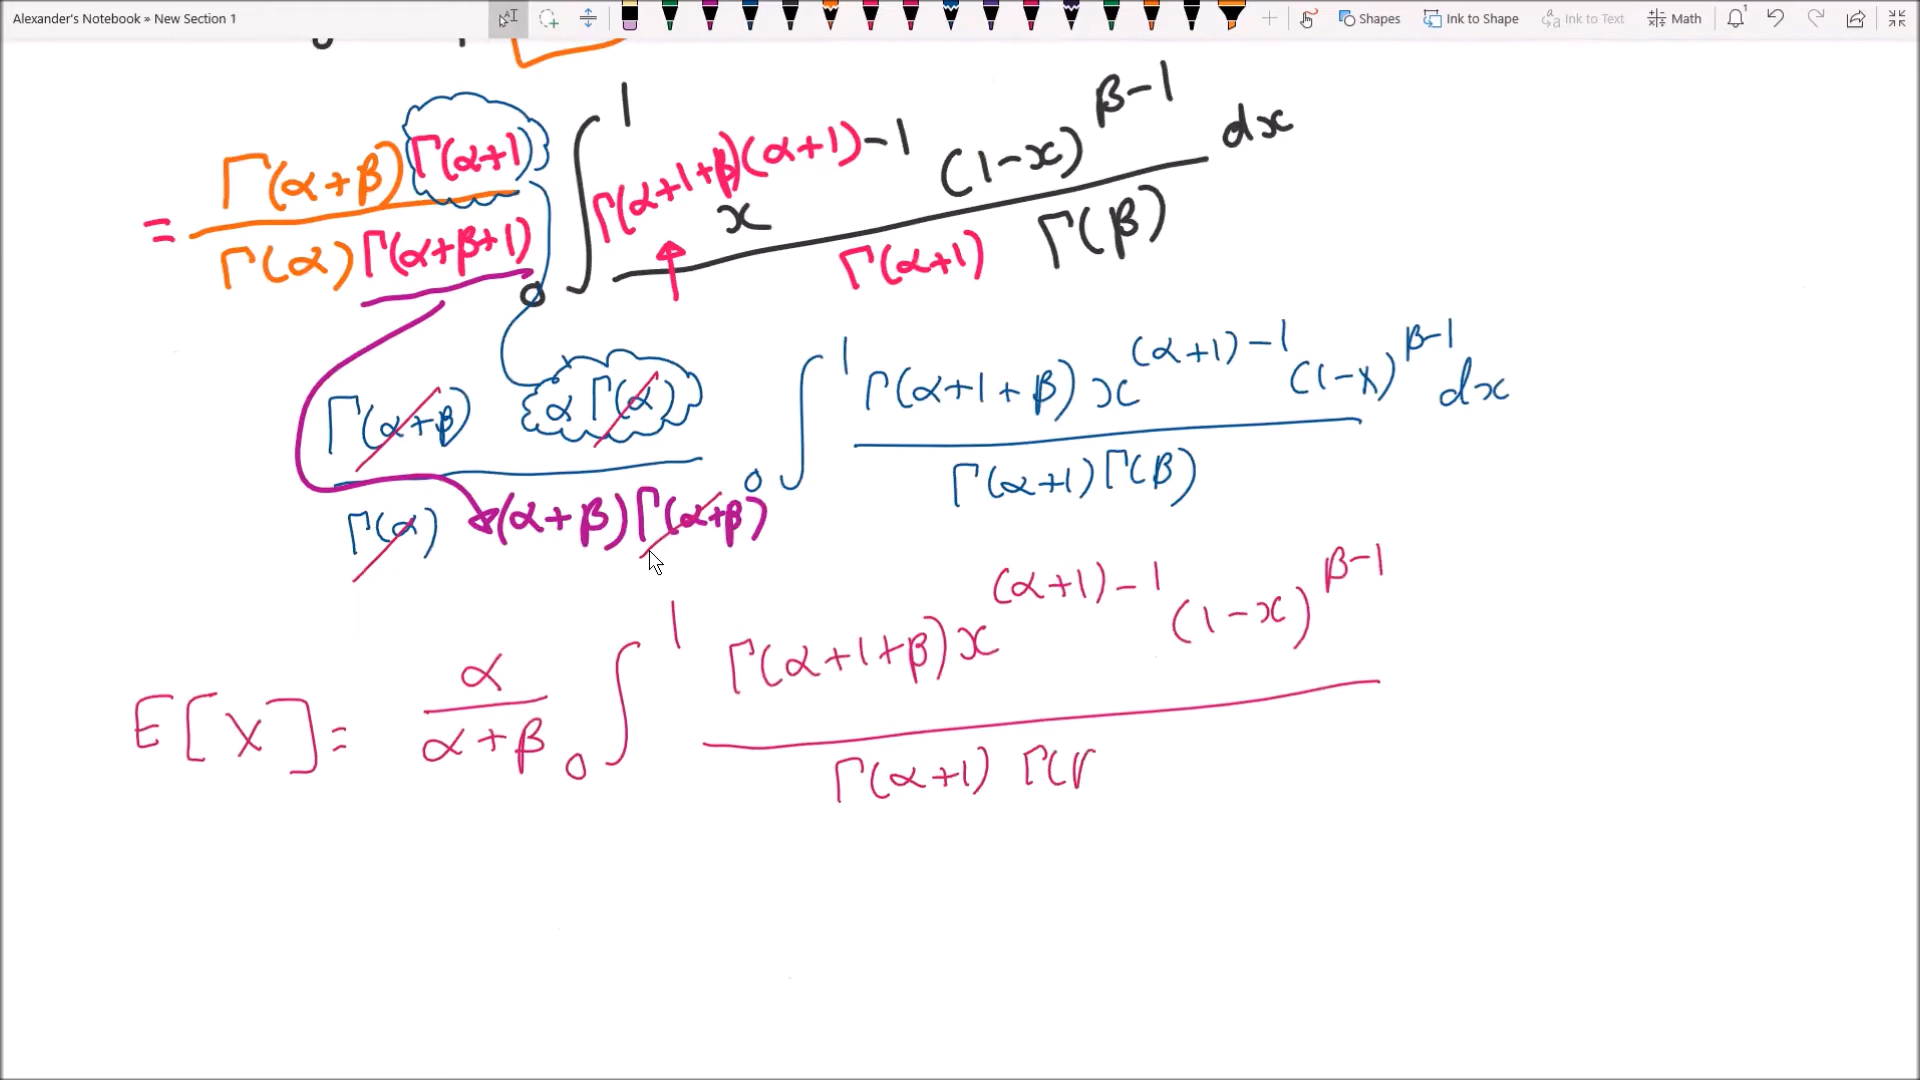 Alexander's Notebook » New Section 1
Shapes Ink to Shape Ink to Text Math
= Γ(α+β) Γ(α+1) / Γ(α) Γ(α+β+1) ∫₀¹ Γ(α+1+β) x^((α+1)-1) (1-x)^(β-1) / Γ(α+1) Γ(β) dx
Γ(α+β) α Γ(α) / Γ(α) (α+β) Γ(α+β) ∫₀¹ Γ(α+1+β) x^((α+1)-1) (1-x)^(β-1) / Γ(α+1) Γ(β) dx
E[X] = α / α+β ∫₀¹ Γ(α+1+β) x^((α+1)-1) (1-x)^(β-1) / Γ(α+1) Γ(